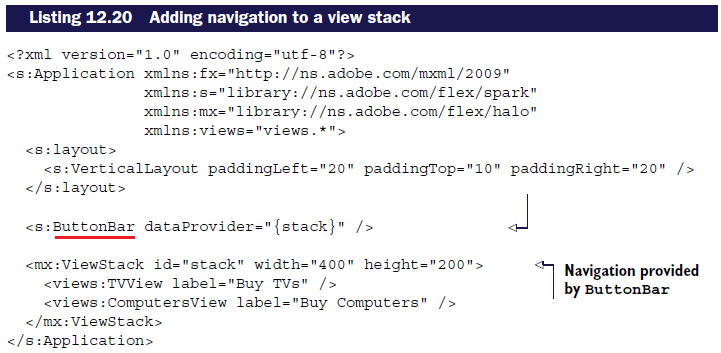 Listing 12.20 Adding navigation to a view stack
<?xml version="1.0" encoding="utf-8"?>
<s:Application xmlns:fx="http://ns.adobe.com/mxml/2009"
xmlns:s="library://ns.adobe.com/flex/spark"
xmlns:mx="library://ns.adobe.com/flex/halo"
xmlns:views="views.*">
<s:layout>
<s:VerticalLayout paddingLeft="20" paddingTop="10" paddingRight="20" />
</s:layout>
<s:ButtonBar dataProvider="{stack}" />
<mx:ViewStack id="stack" width="400" height="200">
<views:TVView label="Buy TVs" />
<views:ComputersView label="Buy Computers" />
</mx:ViewStack>
</s:Application>
Navigation provided
by ButtonBar